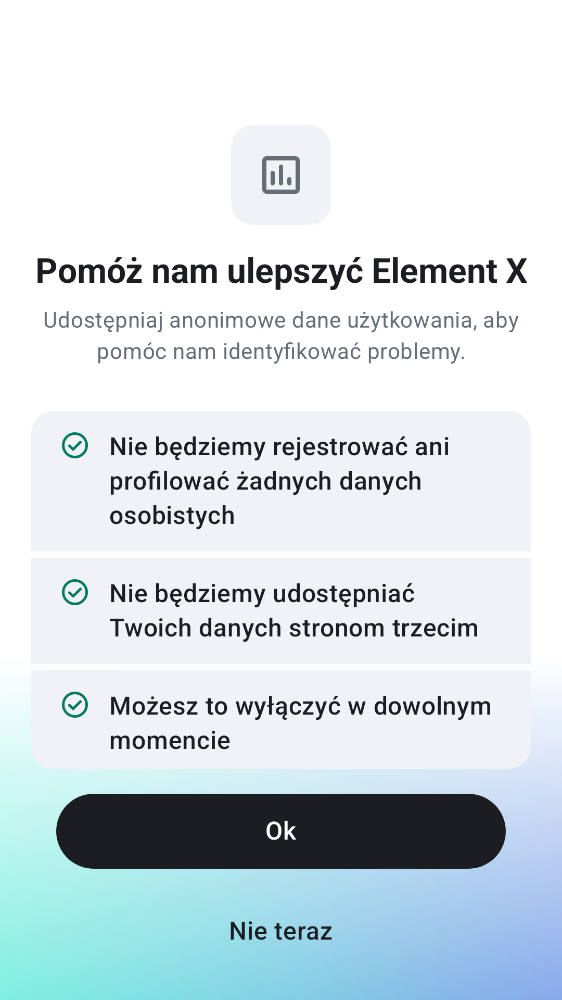 Pomóż nam ulepszyć Element X
Udostępniaj anonimowe dane użytkowania, aby
pomóc nam identyfikować problemy.
Nie będziemy rejestrować ani
profilować żadnych danych
osobistych
Nie będziemy udostępniać
Twoich danych stronom trzecim
Możesz to wyłączyć w dowolnym
momencie
Ok
Nie teraz